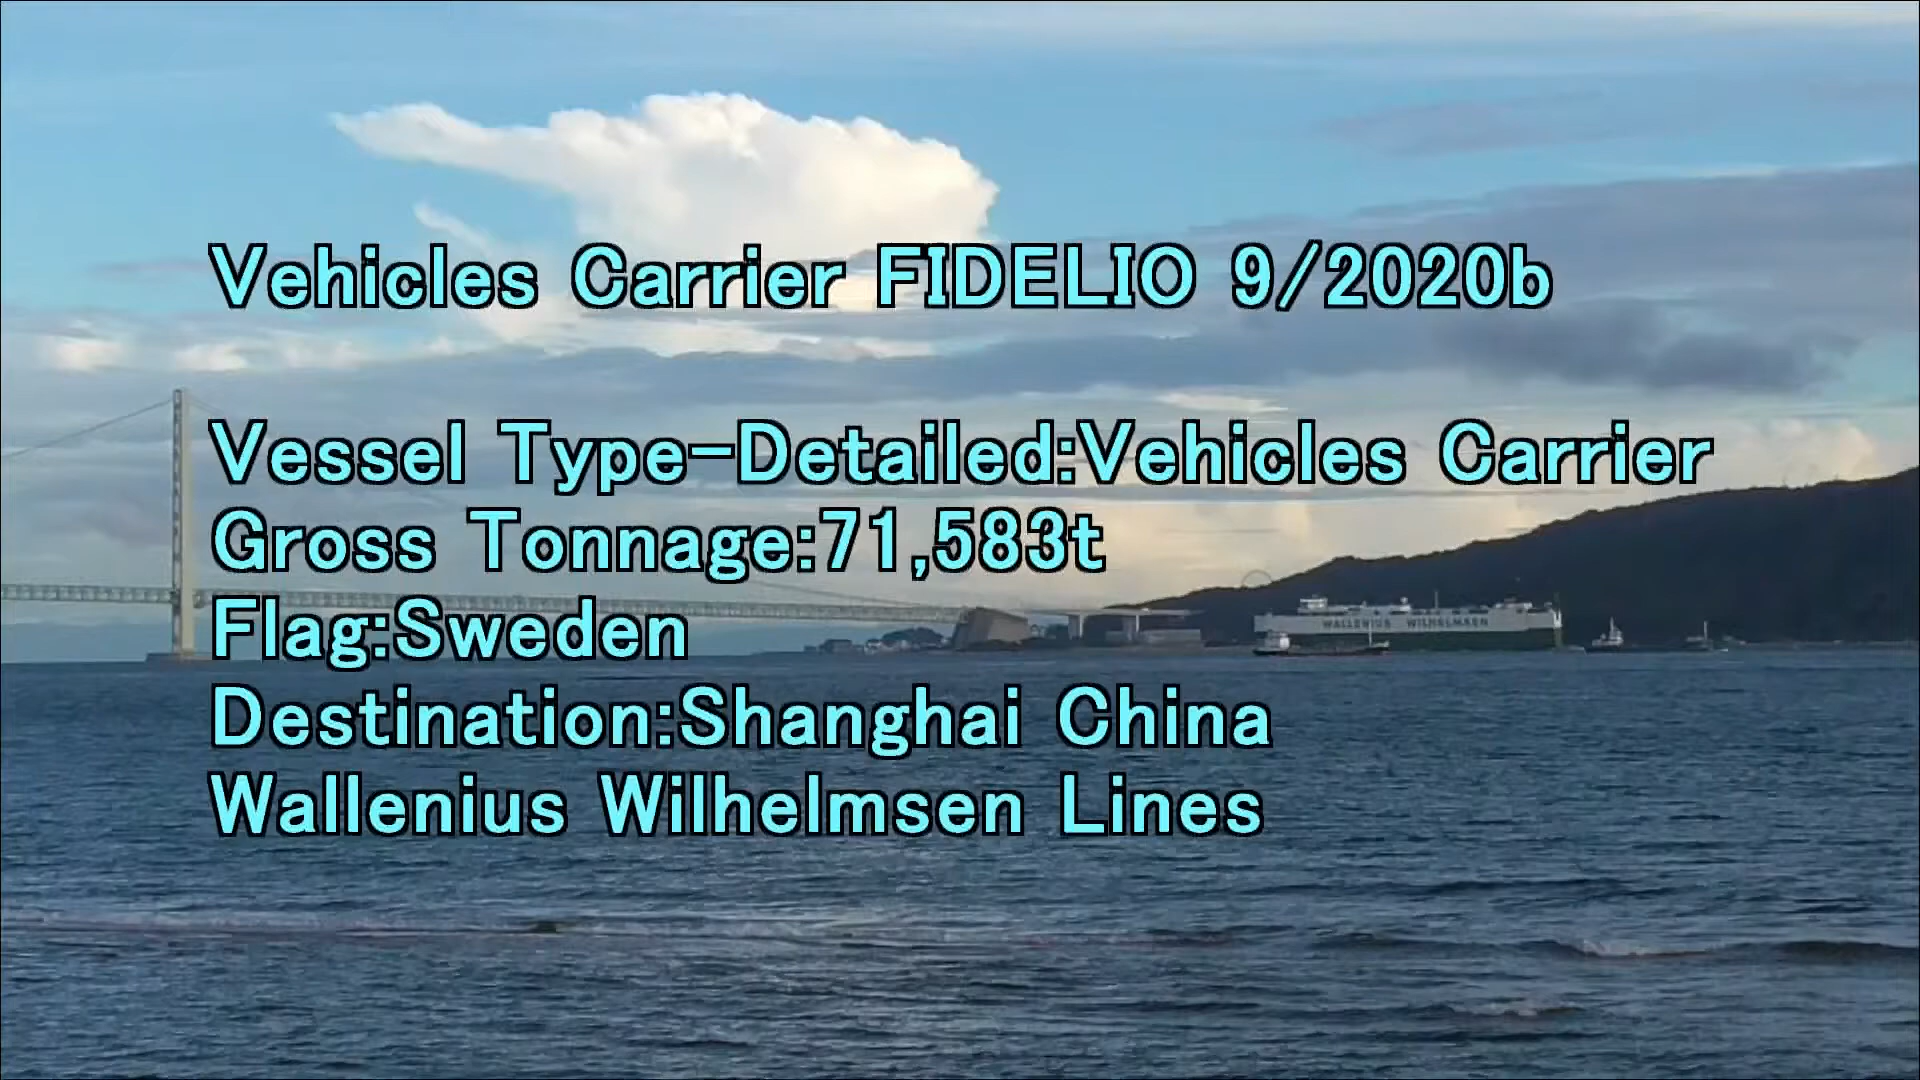 Vehicles Carrier FIDELIO 9/2020b
Vessel Type-Detailed:Vehicles Carrier
Gross Tonnage:71,583t
Flag:Sweden
Destination:Shanghai China
Wallenius Wilhelmsen Lines
WALLENIUS WILHELMSEN